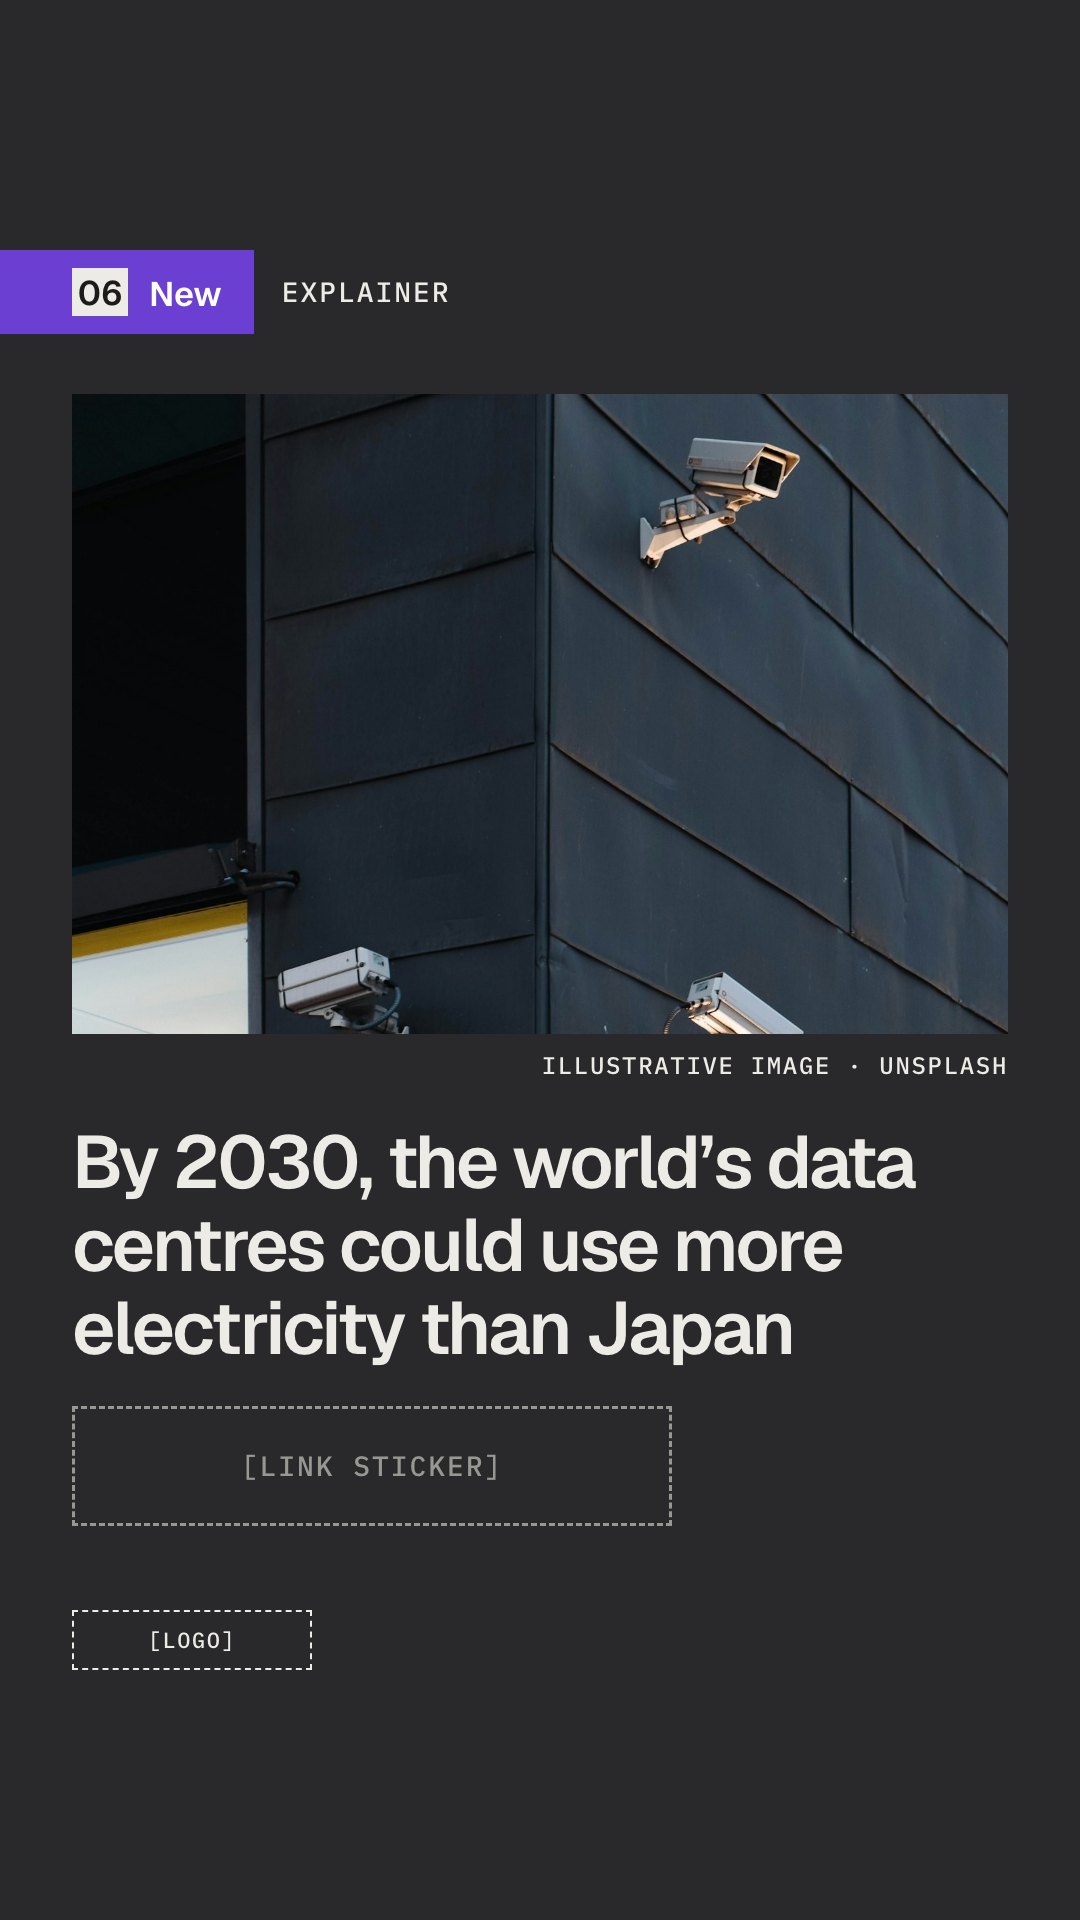 06 New EXPLAINER
ILLUSTRATIVE IMAGE · UNSPLASH
By 2030, the world’s data
centres could use more
electricity than Japan
[LINK STICKER]
[LOGO]